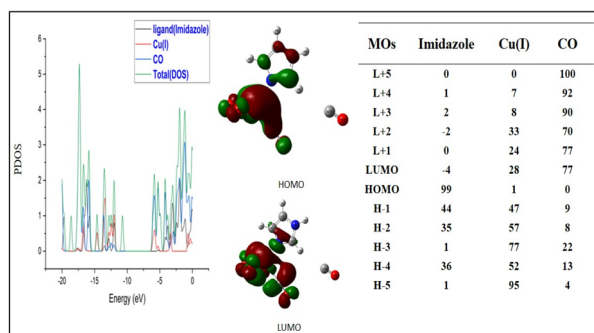 ligand(Imidazole)
Cu(I)
CO
Total(DOS)
PDOS
6
5
4
3
2
1
0
-20 -15 -10 -5 0
Energy (eV)
HOMO
LUMO
MOs Imidazole Cu(I) CO
L+5 0 0 100
L+4 1 7 92
L+3 2 8 90
L+2 -2 33 70
L+1 0 24 77
LUMO -4 28 77
HOMO 99 1 0
H-1 44 47 9
H-2 35 57 8
H-3 1 77 22
H-4 36 52 13
H-5 1 95 4